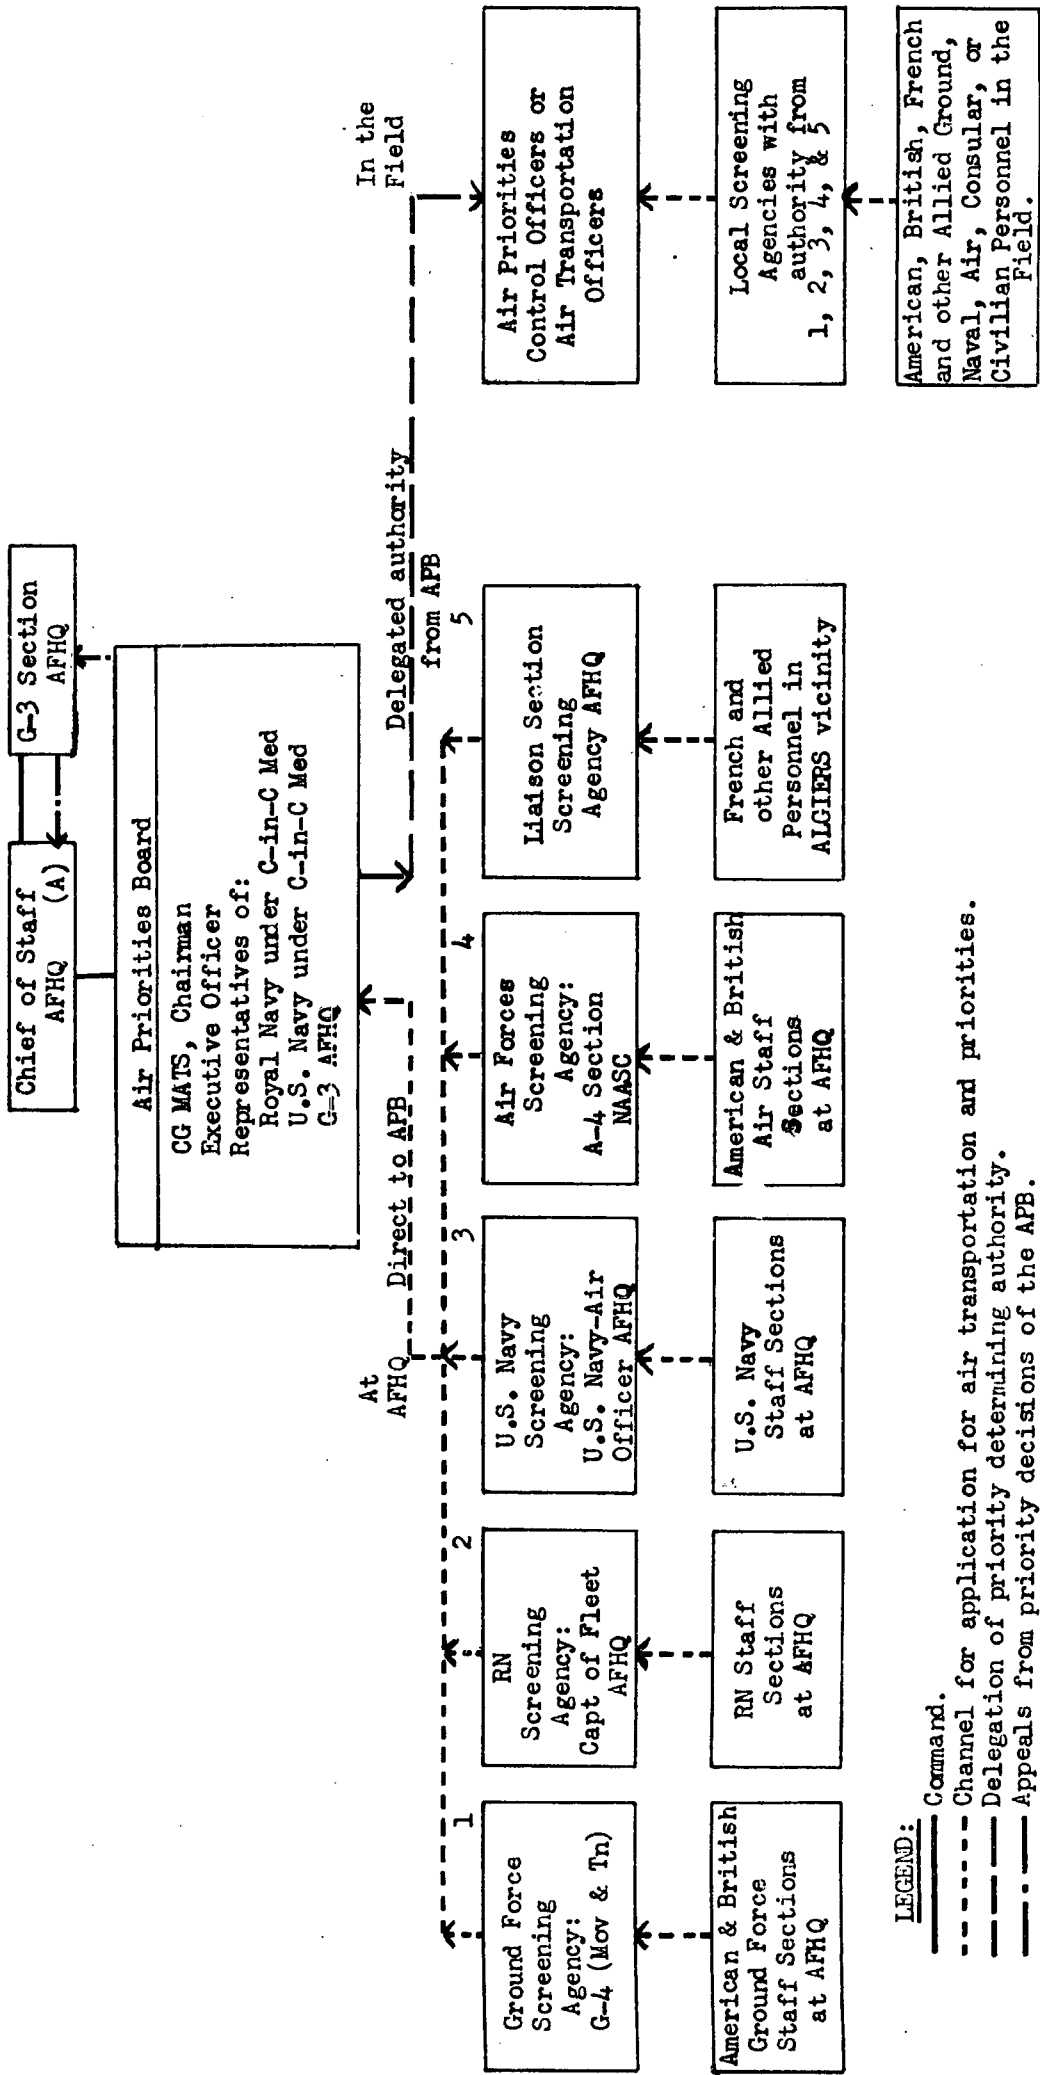 Chief of Staff
AFHQ (A)
G-3 Section
AFHQ
Air Priorities Board
CG MATS, Chairman
Executive Officer
Representatives of:
Royal Navy under C-in-C Med
U.S. Navy under C-in-C Med
G-3 AFHQ
At
AFHQ
Direct to APB
Delegated authority
from APB
In the
Field
1
Ground Force
Screening
Agency:
G-4 (Mov & Tn)
2
RN
Screening
Agency:
Capt of Fleet
AFHQ
3
U.S. Navy
Screening
Agency:
U.S. Navy-Air
Officer AFHQ
4
Air Forces
Screening
Agency:
A-4 Section
NAASC
5
Liaison Section
Screening
Agency AFHQ
Air Priorities
Control Officers or
Air Transportation
Officers
American & British
Ground Force
Staff Sections
at AFHQ
RN Staff
Sections
at AFHQ
U.S. Navy
Staff Sections
at AFHQ
American & British
Air Staff
Sections
at AFHQ
French and
other Allied
Personnel in
ALGIERS vicinity
Local Screening
Agencies with
authority from
1, 2, 3, 4, & 5
American, British, French
and other Allied Ground,
Naval, Air, Consular, or
Civilian Personnel in the
Field.
LEGEND:
Command.
Channel for application for air transportation and priorities.
Delegation of priority determining authority.
Appeals from priority decisions of the APB.